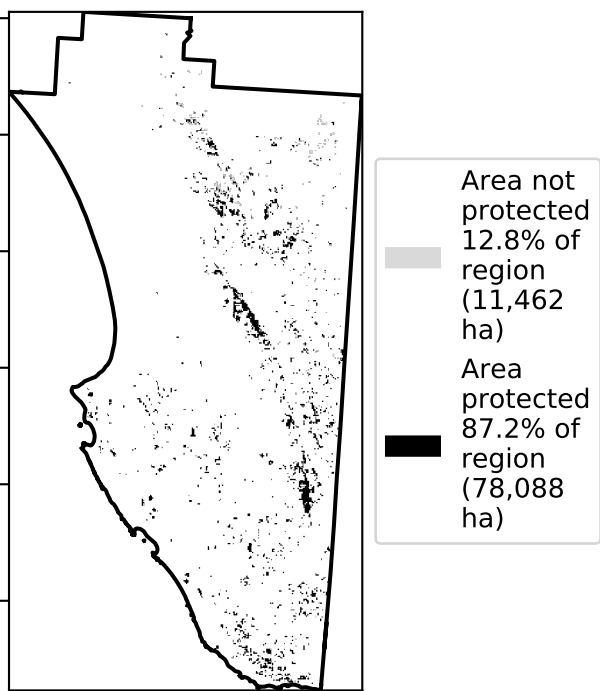 Area not
protected
12.8% of
region
(11,462
ha)
Area
protected
87.2% of
region
(78,088
ha)